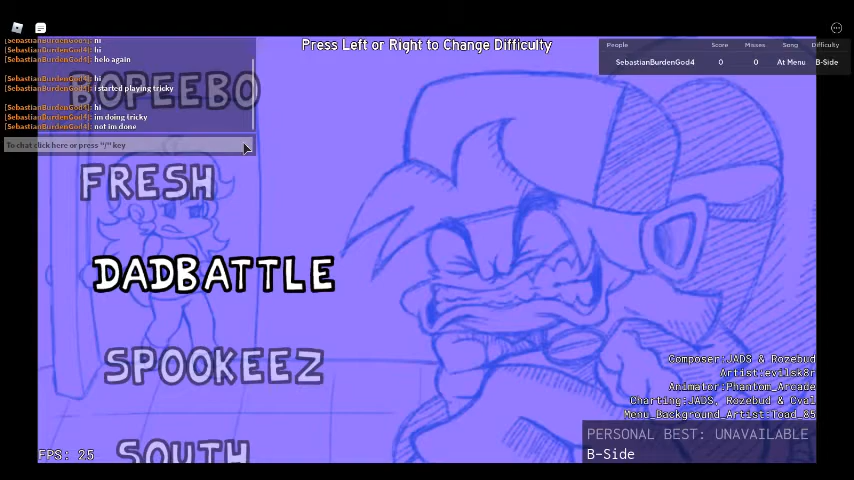 Press Left or Right to Change Difficulty
[SebastianBurdenGod4]: hi
[SebastianBurdenGod4]: hi
[SebastianBurdenGod4]: helo again
[SebastianBurdenGod4]: hi
[SebastianBurdenGod4]: i started playing tricky
[SebastianBurdenGod4]: hi
[SebastianBurdenGod4]: im doing tricky
[SebastianBurdenGod4]: not im done
To chat click here or press "/" key
People Score Misses Song Difficulty
SebastianBurdenGod4 0 0 At Menu B-Side
BOPEEBO
FRESH
DADBATTLE
SPOOKEEZ
SOUTH
Composer:JADS & Rozebud
Artist:evilsk8r
Animator:Phantom_Arcade
Charting:JADS, Rozebud & Cval
Menu_Background_Artist-Toad_85
PERSONAL BEST: UNAVAILABLE
B-Side
FPS: 25